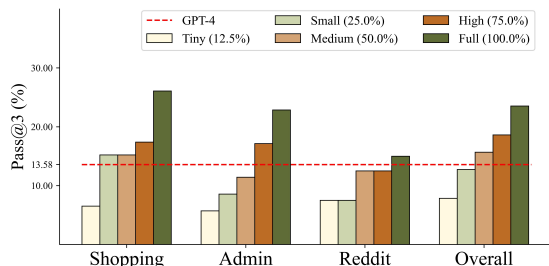 GPT-4 Small (25.0%) High (75.0%)
Tiny (12.5%) Medium (50.0%) Full (100.0%)
Pass@3 (%)
30.00
20.00
13.58
10.00
Shopping Admin Reddit Overall